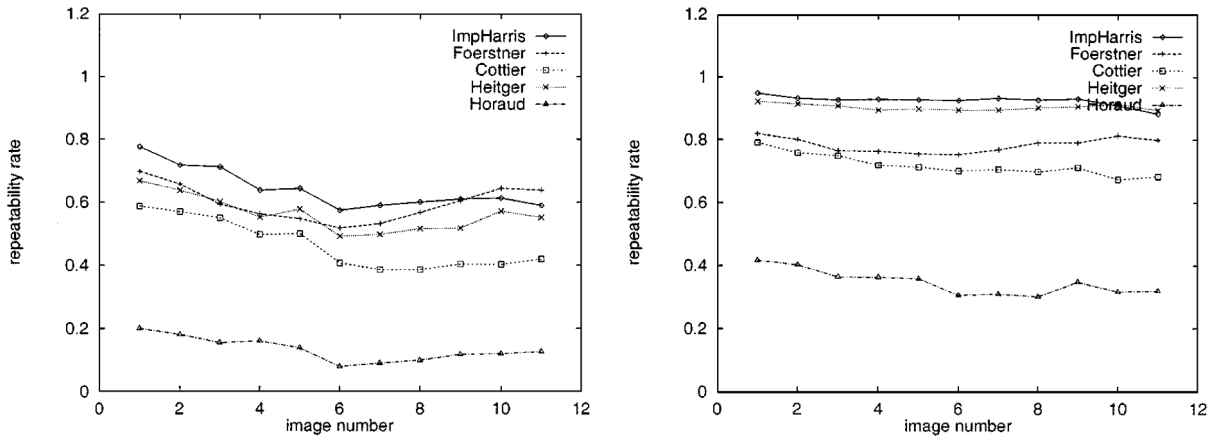 1.2
1
0.8
0.6
0.4
0.2
0
repeatability rate
0
2
4
6
8
10
12
image number
ImpHarris
Foerstner
Cottier
Heitger
Horaud
1.2
1
0.8
0.6
0.4
0.2
0
repeatability rate
0
2
4
6
8
10
12
image number
ImpHarris
Foerstner
Cottier
Heitger
Horaud